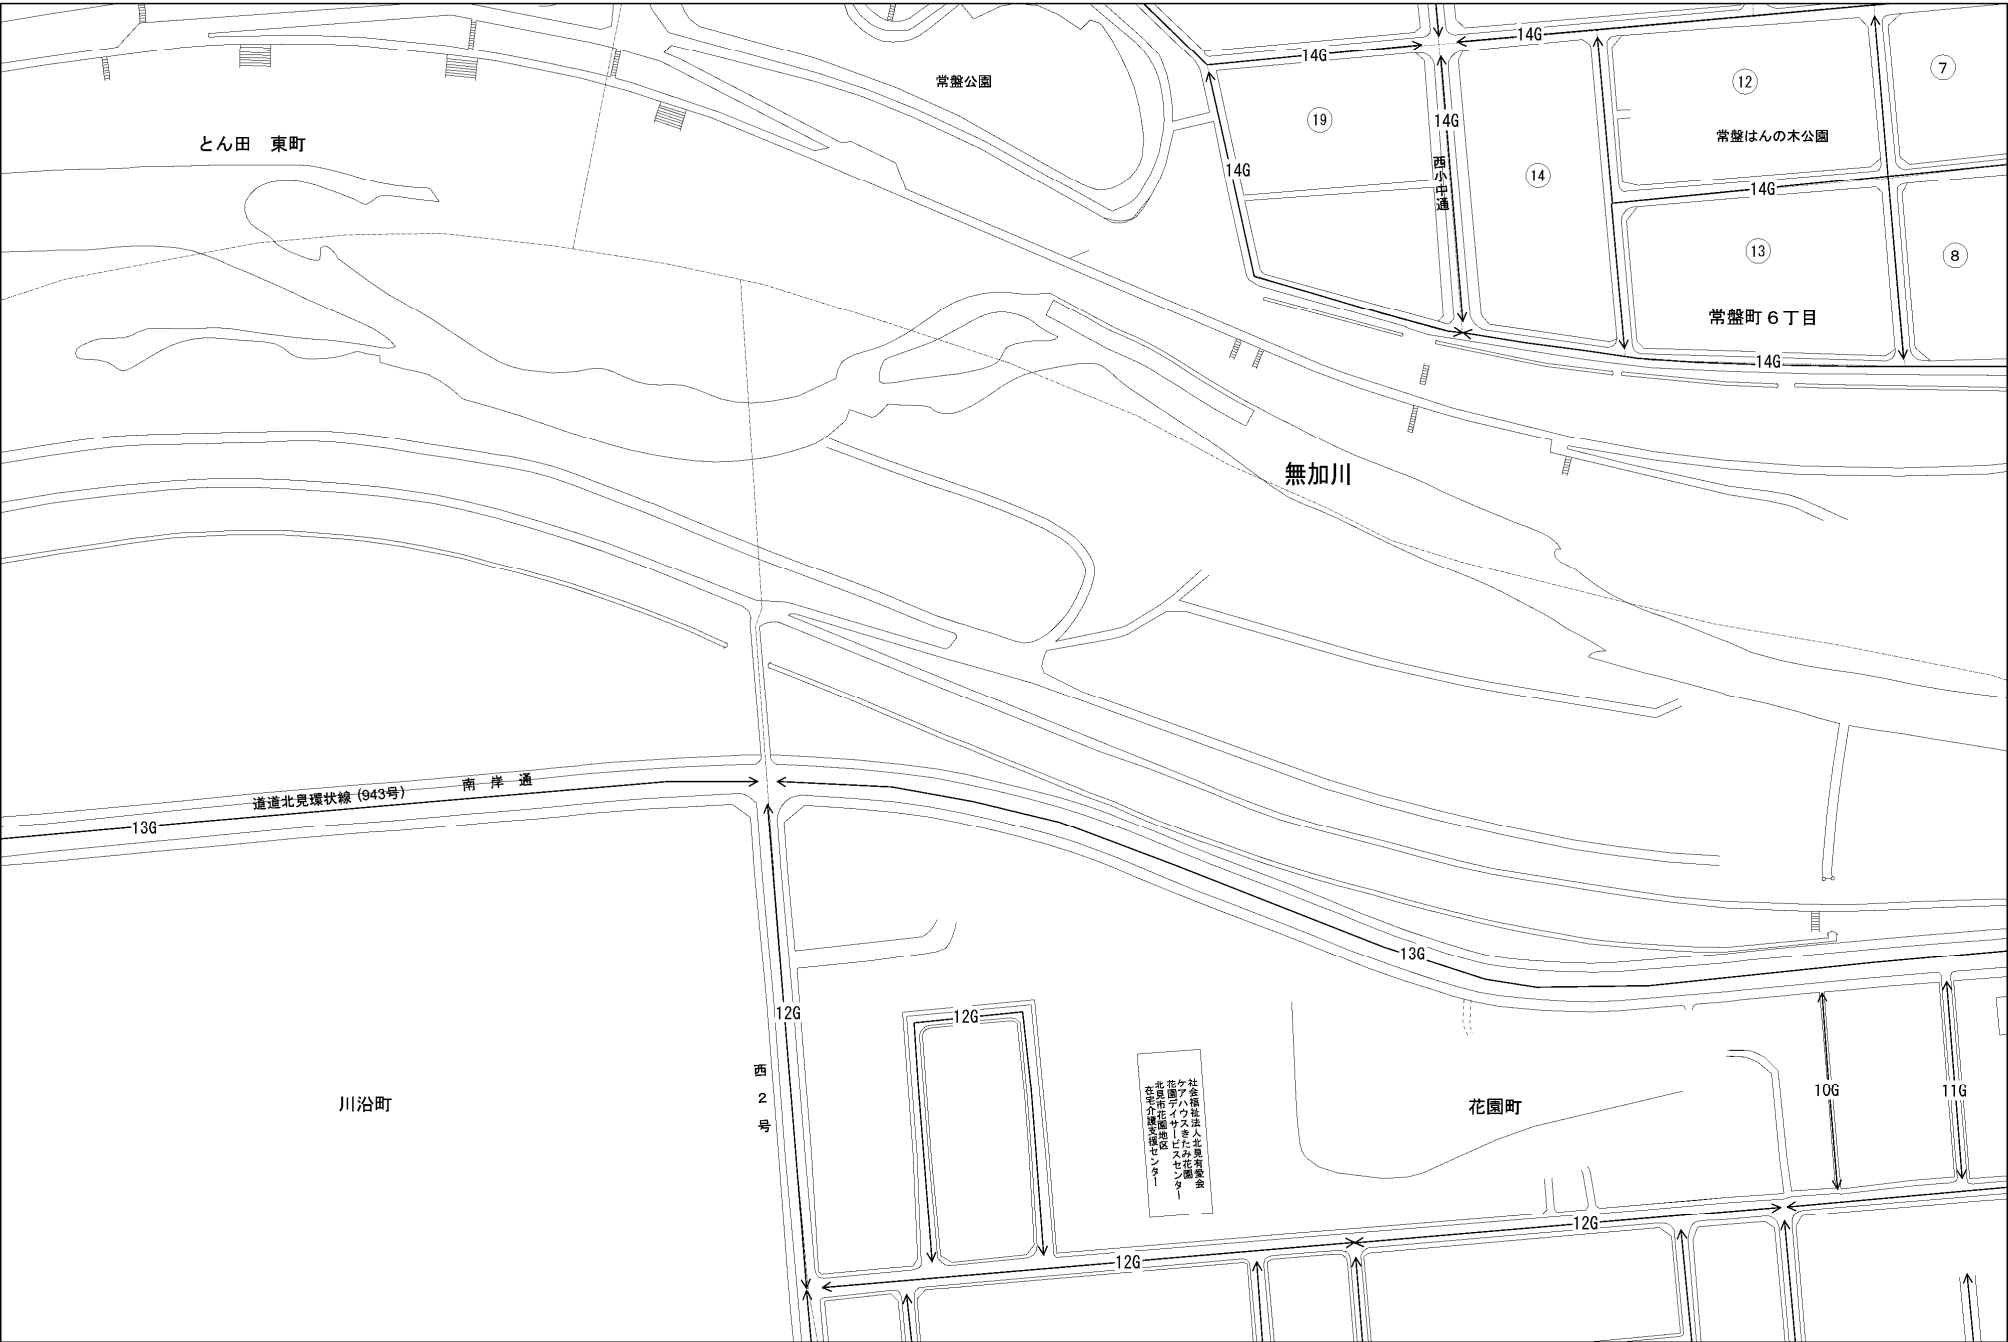 14G
14G
常盤公園
⑦
⑫
⑲
14G
常盤はんの木公園
とん田　東町
14G
西小中通
⑭
14G
⑬
⑧
常盤町６丁目
14G
無加川
南岸通
道道北見環状線(943号)
13G
13G
12G
12G
西２号
川沿町
社会福祉法人北見有愛会
ケアハウスきたみ花園
花園デイサービスセンター
北見市花園地区
在宅介護支援センター
花園町
10G
11G
12G
12G